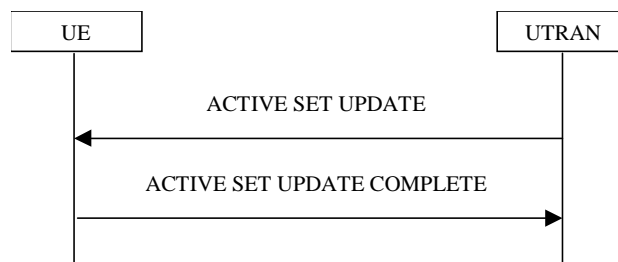 UE
UTRAN
ACTIVE SET UPDATE
ACTIVE SET UPDATE COMPLETE